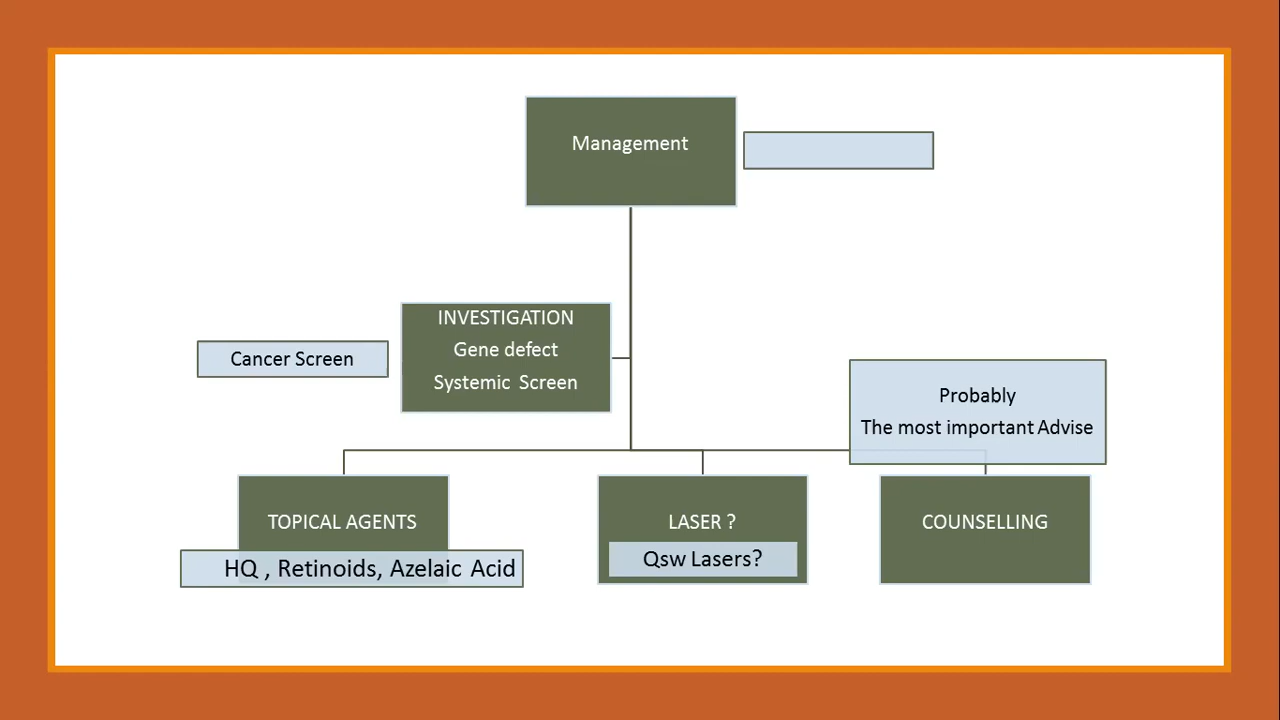 Management
INVESTIGATION
Gene defect
Systemic Screen
Cancer Screen
Probably
The most important Advise
TOPICAL AGENTS
HQ , Retinoids, Azelaic Acid
LASER ?
Qsw Lasers?
COUNSELLING